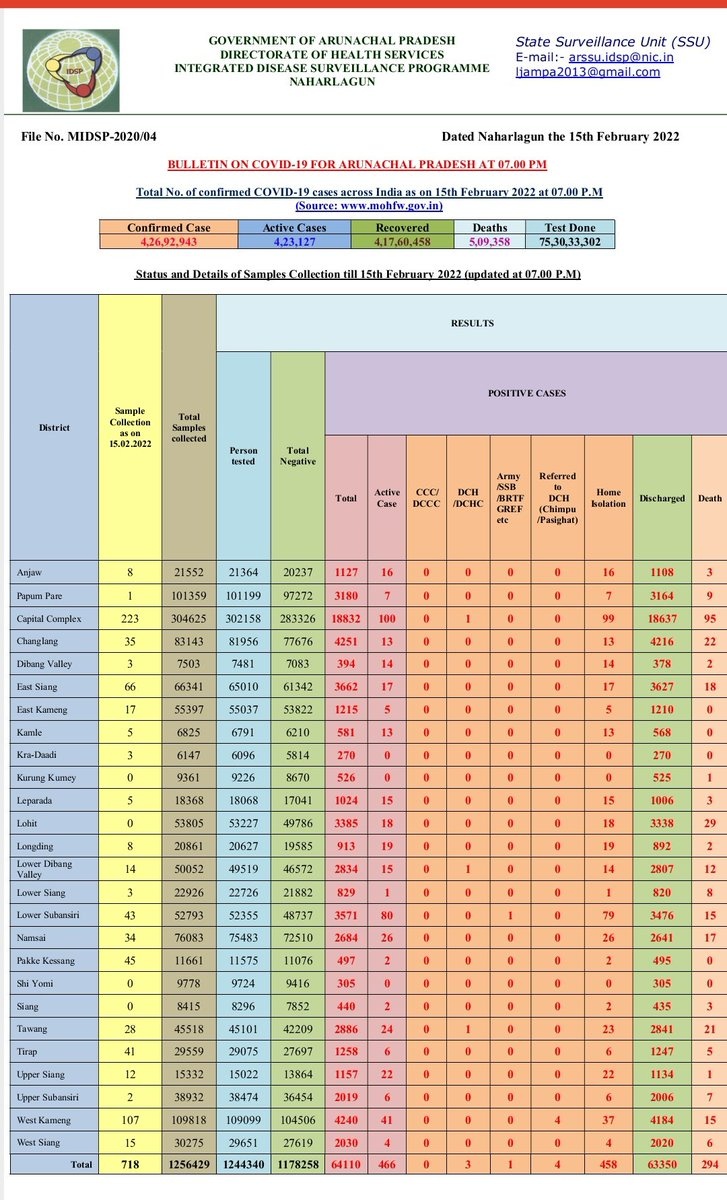 IDSP
GOVERNMENT OF ARUNACHAL PRADESH
DIRECTORATE OF HEALTH SERVICES
INTEGRATED DISEASE SURVEILLANCE PROGRAMME
NAHARLAGUN
State Surveillance Unit (SSU)
E-mail:- arssu.idsp@nic.in
ljampa2013@gmail.com
File No. MIDSP-2020/04 Dated Naharlagun the 15th February 2022
BULLETIN ON COVID-19 FOR ARUNACHAL PRADESH AT 07.00 PM
Total No. of confirmed COVID-19 cases across India as on 15th February 2022 at 07.00 P.M
(Source: www.mohfw.gov.in)
Confirmed Case Active Cases Recovered Deaths Test Done
4,26,92,943 4,23,127 4,17,60,458 5,09,358 75,30,33,302
Status and Details of Samples Collection till 15th February 2022 (updated at 07.00 P.M)
District
Sample
Collection
as on
15.02.2022
Total
Samples
collected
RESULTS
Person
tested
Total
Negative
POSITIVE CASES
Total
Active
Case
CCC/
DCCC
DCH
/DCHC
Army
/SSB
/BRTF
GREF
etc
Referred
to
DCH
(Chimpu
/Pasighat)
Home
Isolation
Discharged
Death
Anjaw 8 21552 21364 20237 1127 16 0 0 0 0 16 1108 3
Papum Pare 1 101359 101199 97272 3180 7 0 0 0 0 7 3164 9
Capital Complex 223 304625 302158 283326 18832 100 0 1 0 0 99 18637 95
Changlang 35 83143 81956 77676 4251 13 0 0 0 0 13 4216 22
Dibang Valley 3 7503 7481 7083 394 14 0 0 0 0 14 378 2
East Siang 66 66341 65010 61342 3662 17 0 0 0 0 17 3627 18
East Kameng 17 55397 55037 53822 1215 5 0 0 0 0 5 1210 0
Kamle 5 6825 6791 6210 581 13 0 0 0 0 13 568 0
Kra-Daadi 3 6147 6096 5814 270 0 0 0 0 0 0 270 0
Kurung Kumey 0 9361 9226 8670 526 0 0 0 0 0 0 525 1
Leparada 5 18368 18068 17041 1024 15 0 0 0 0 15 1006 3
Lohit 0 53805 53227 49786 3385 18 0 0 0 0 18 3338 29
Longding 8 20861 20627 19585 913 19 0 0 0 0 19 892 2
Lower Dibang
Valley 14 50052 49519 46572 2834 15 0 1 0 0 14 2807 12
Lower Siang 3 22926 22726 21882 829 1 0 0 0 0 1 820 8
Lower Subansiri 43 52793 52355 48737 3571 80 0 0 1 0 79 3476 15
Namsai 34 76083 75483 72510 2684 26 0 0 0 0 26 2641 17
Pakke Kessang 45 11661 11575 11076 497 2 0 0 0 0 2 495 0
Shi Yomi 0 9778 9724 9416 305 0 0 0 0 0 0 305 0
Siang 0 8415 8296 7852 440 2 0 0 0 0 2 435 3
Tawang 28 45518 45101 42209 2886 24 0 1 0 0 23 2841 21
Tirap 41 29559 29075 27697 1258 6 0 0 0 0 6 1247 5
Upper Siang 12 15332 15022 13864 1157 22 0 0 0 0 22 1134 1
Upper Subansiri 2 38932 38474 36454 2019 6 0 0 0 0 6 2006 7
West Kameng 107 109818 109099 104506 4240 41 0 0 0 4 37 4184 15
West Siang 15 30275 29651 27619 2030 4 0 0 0 0 4 2020 6
Total 718 1256429 1244340 1178258 64110 466 0 3 1 4 458 63350 294